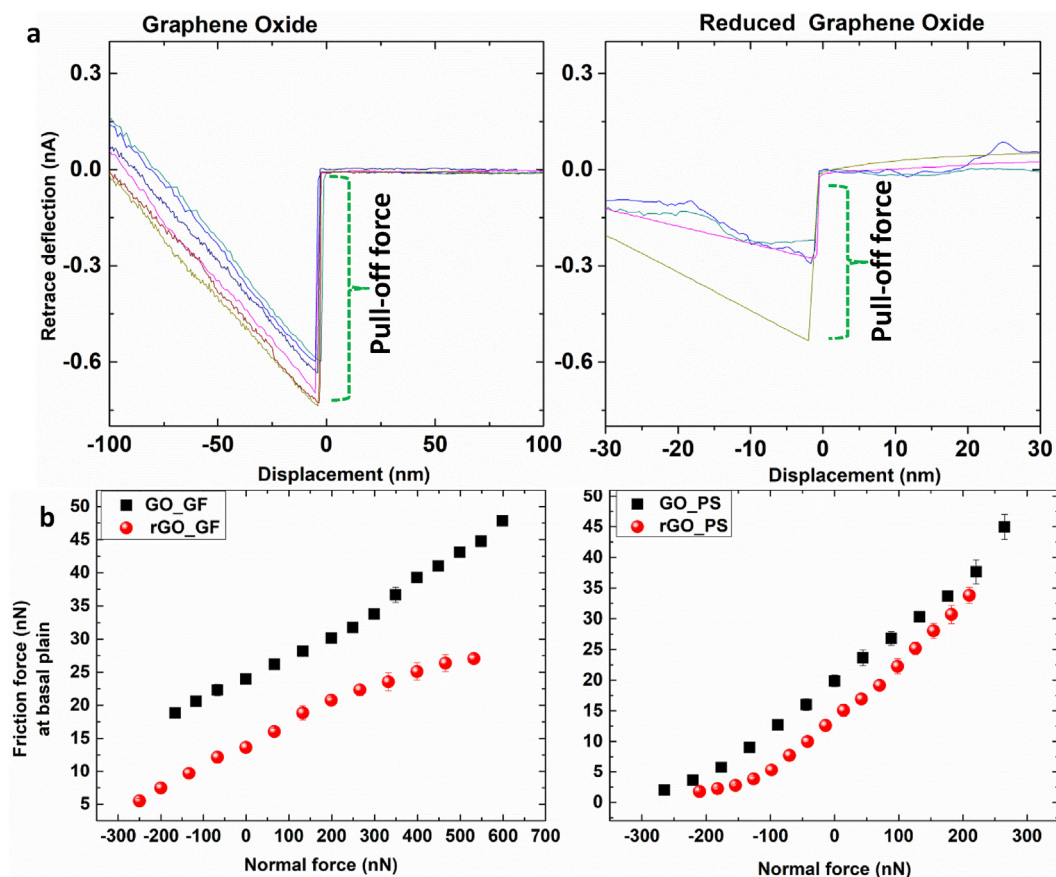 a
Graphene Oxide
Reduced Graphene Oxide
Retrace deflection (nA)
0.3
0.0
-0.3
-0.6
Pull-off force
-100 -50 0 50 100
Displacement (nm)
0.3
0.0
-0.3
-0.6
Pull-off force
-30 -20 -10 0 10 20 30
Displacement (nm)
b
Friction force (nN)
at basal plain
50
45
40
35
30
25
20
15
10
5
GO_GF
rGO_GF
-300 -200 -100 0 100 200 300 400 500 600 700
Normal force (nN)
50
45
40
35
30
25
20
15
10
5
0
GO_PS
rGO_PS
-300 -200 -100 0 100 200 300
Normal force (nN)